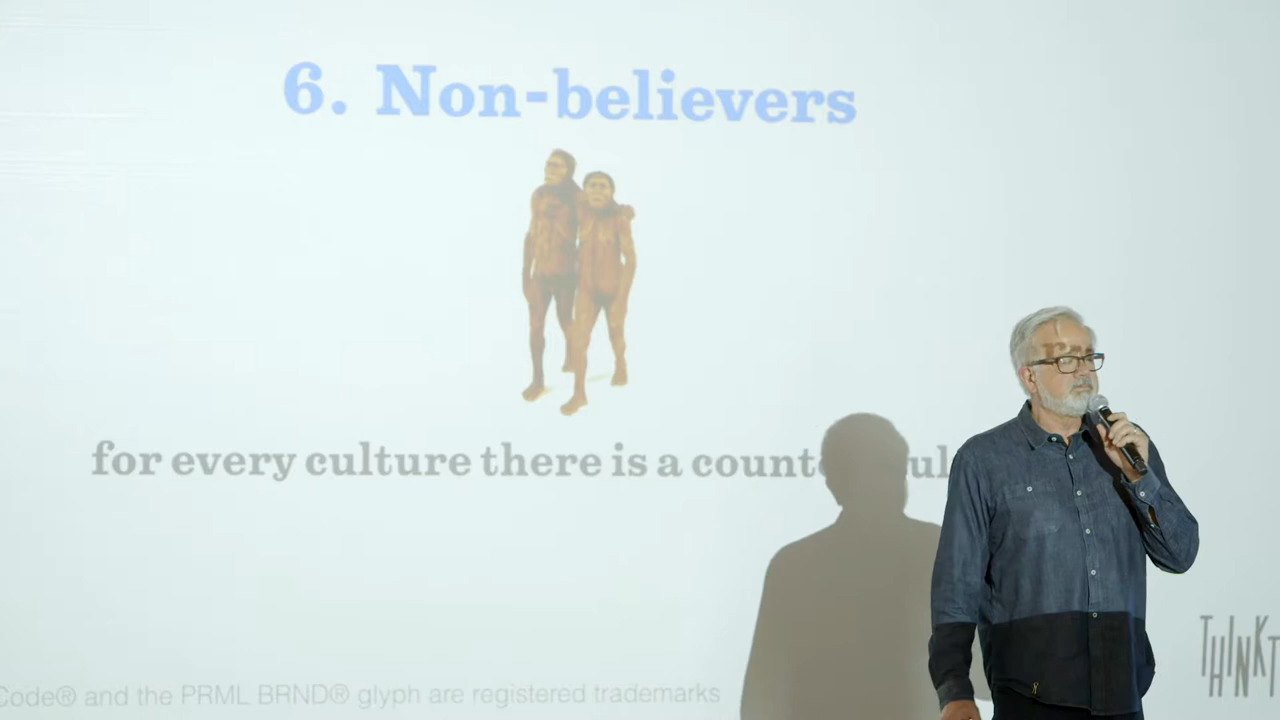 6. Non-believers
for every culture there is a
Code® and the PRML BRND® glyph are registered trademarks